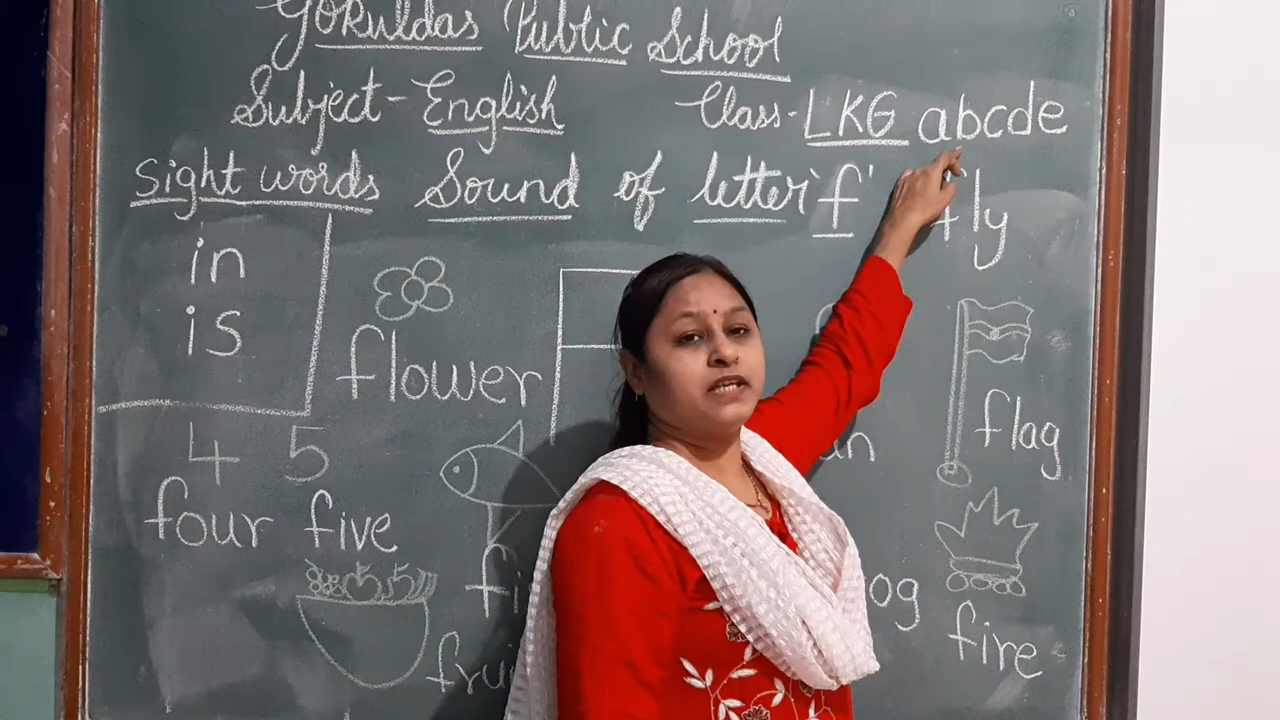 Gokuldas Public School
Subject - English Class - LKG abcde
Sight words Sound of letter 'f' fly
in
is
flower
F
flag
4 5
four five
fire